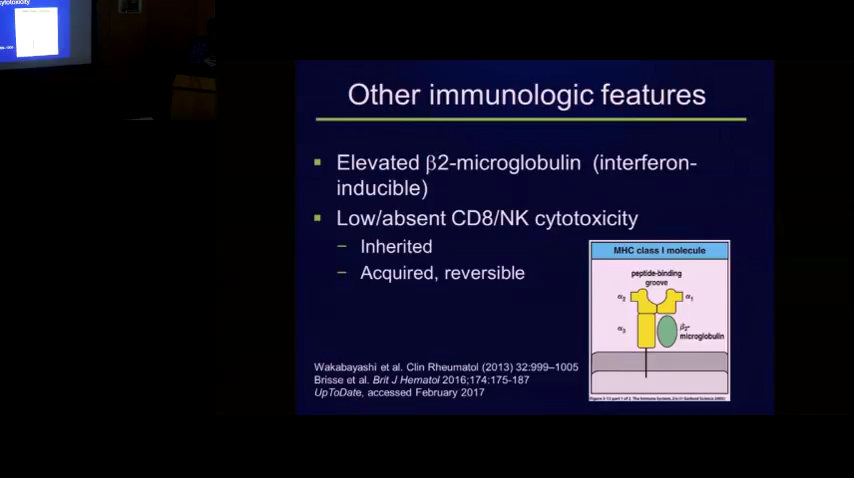 cytotoxicity
Other immunologic features
▪ Elevated β2-microglobulin (interferon-
inducible)
▪ Low/absent CD8/NK cytotoxicity
– Inherited
– Acquired, reversible
MHC class I molecule
peptide-binding
groove
α2
α1
α3
β2-
microglobulin
Wakabayashi et al. Clin Rheumatol (2013) 32:999–1005
Brisse et al. Brit J Hematol 2016;174:175-187
UpToDate, accessed February 2017